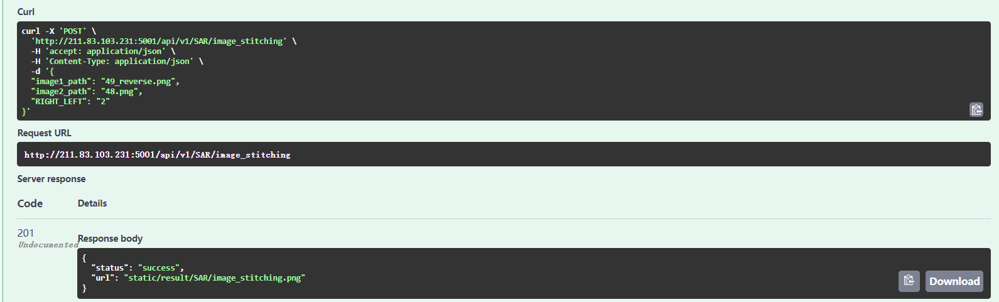 Curl
curl -X 'POST' \
'http://211.83.103.231:5001/api/v1/SAR/image_stitching' \
-H 'accept: application/json' \
-H 'Content-Type: application/json' \
-d '{
"image1_path": "49_reverse.png",
"image2_path": "48.png",
"RIGHT_LEFT": "2"
}'
Request URL
http://211.83.103.231:5001/api/v1/SAR/image_stitching
Server response
Code Details
201
Undocumented
Response body
{
"status": "success",
"url": "static/result/SAR/image_stitching.png"
}
Download